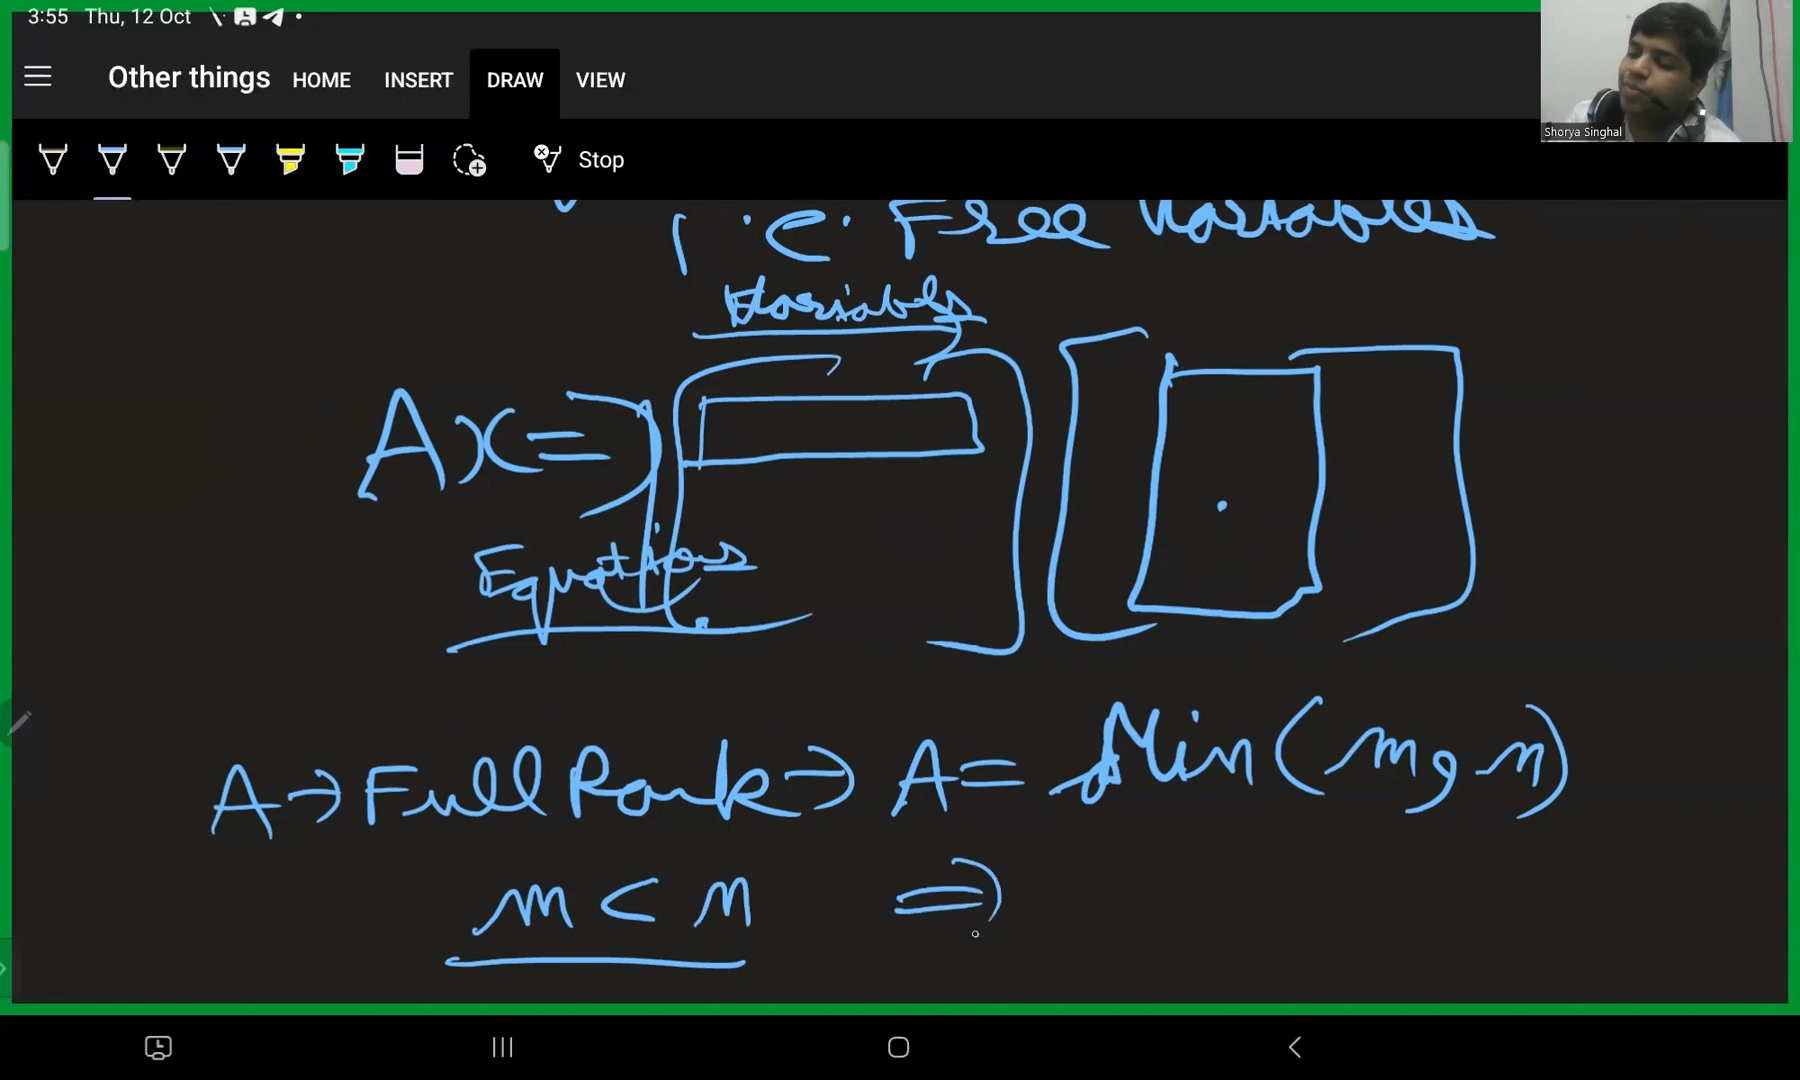 3:55 Thu, 12 Oct
Other things HOME INSERT DRAW VIEW
Shorya Singhal
Stop
i.e. Free Variables
Variables
Ax =
Equations
A → Full Rank → A = Min(m, n)
m < n ⇒